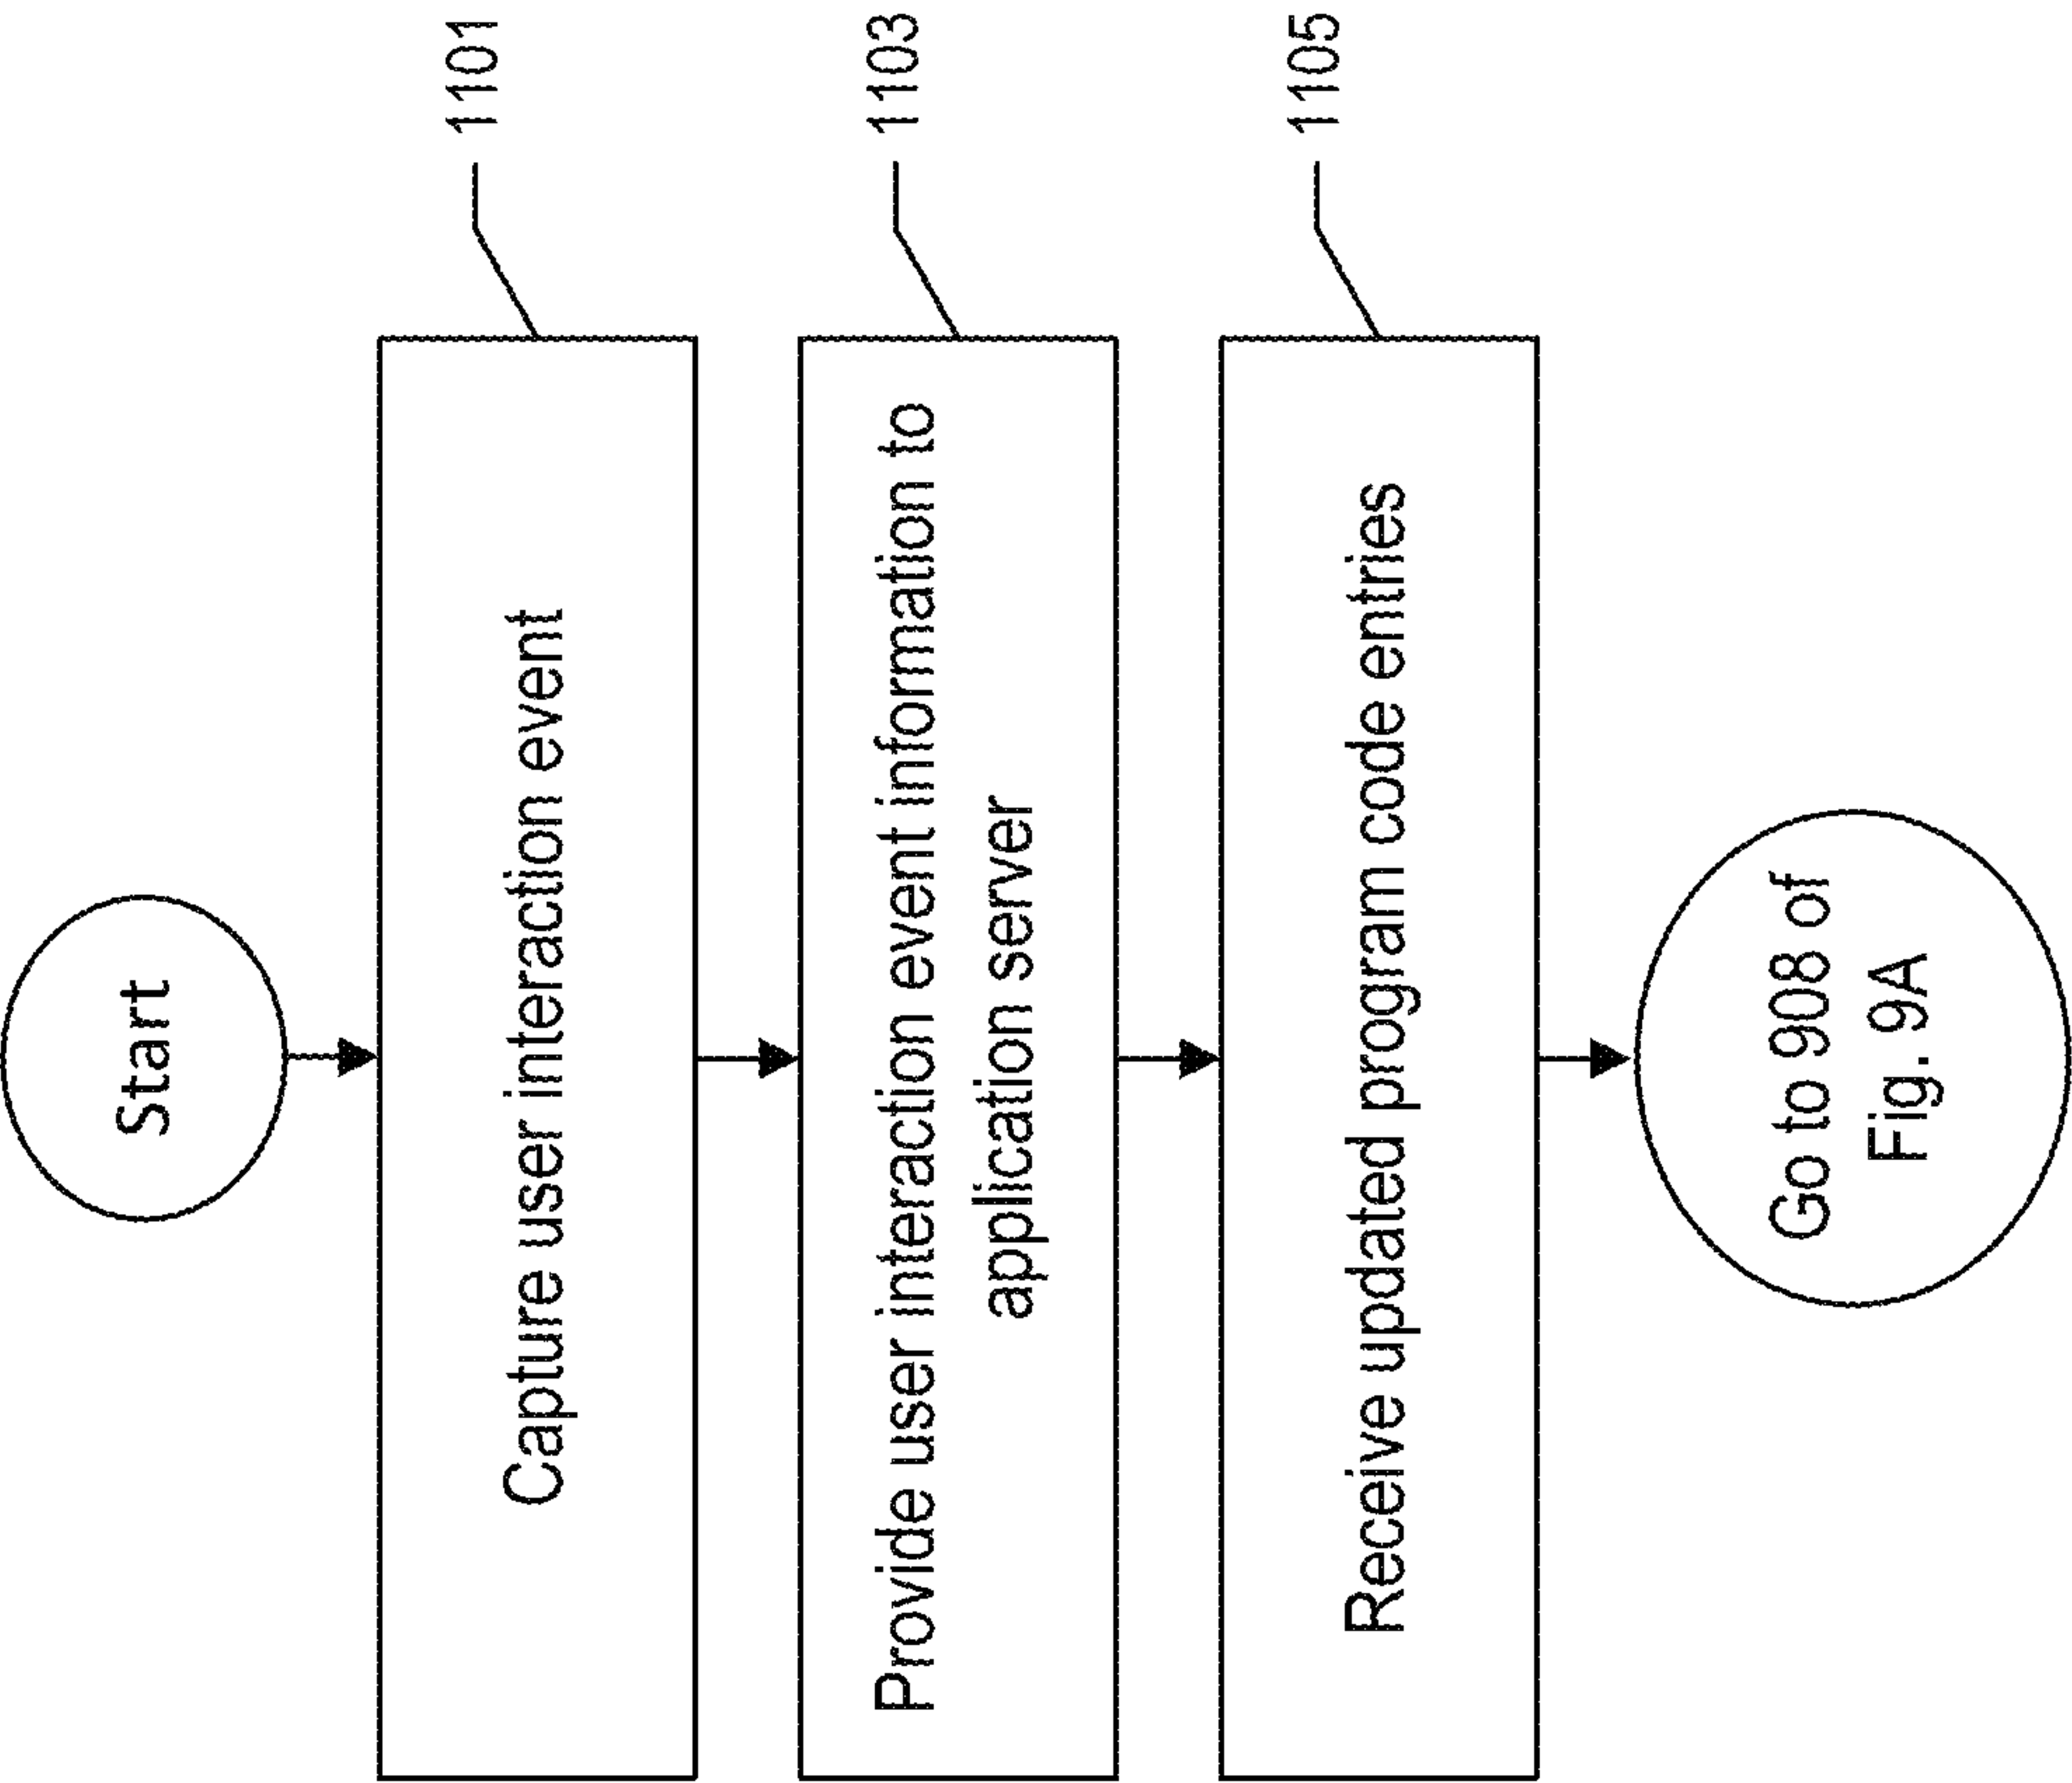 Start
Capture user interaction event
1101
Provide user interaction event information to
application server
1103
Receive updated program code entries
1105
Go to 908 of
Fig. 9A